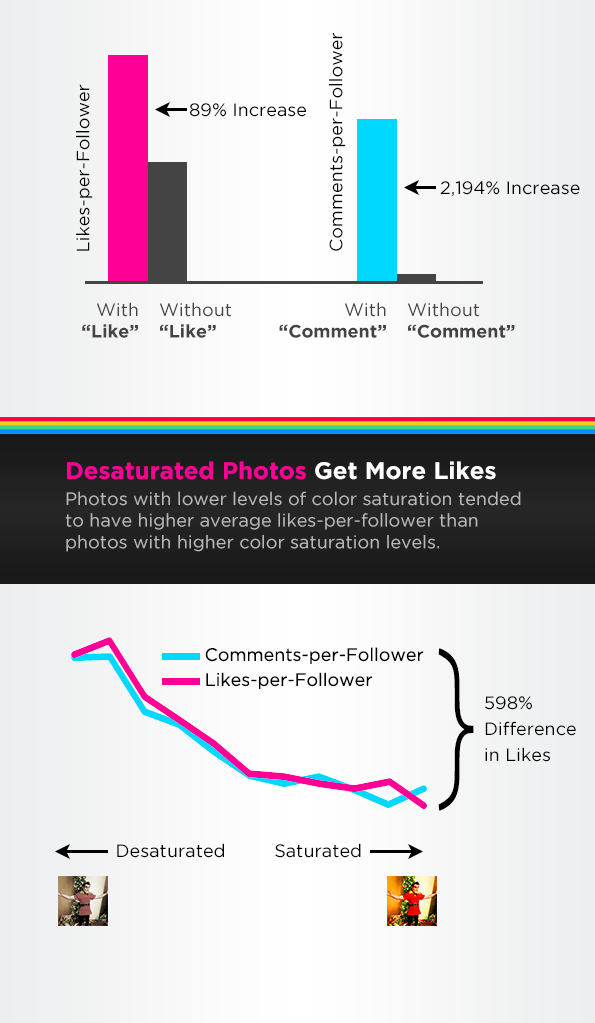 Likes-per-Follower
89% Increase
Comments-per-Follower
2,194% Increase
With
“Like”
Without
“Like”
With
“Comment”
Without
“Comment”
Desaturated Photos Get More Likes
Photos with lower levels of color saturation tended
to have higher average likes-per-follower than
photos with higher color saturation levels.
Comments-per-Follower
Likes-per-Follower
598%
Difference
in Likes
Desaturated
Saturated